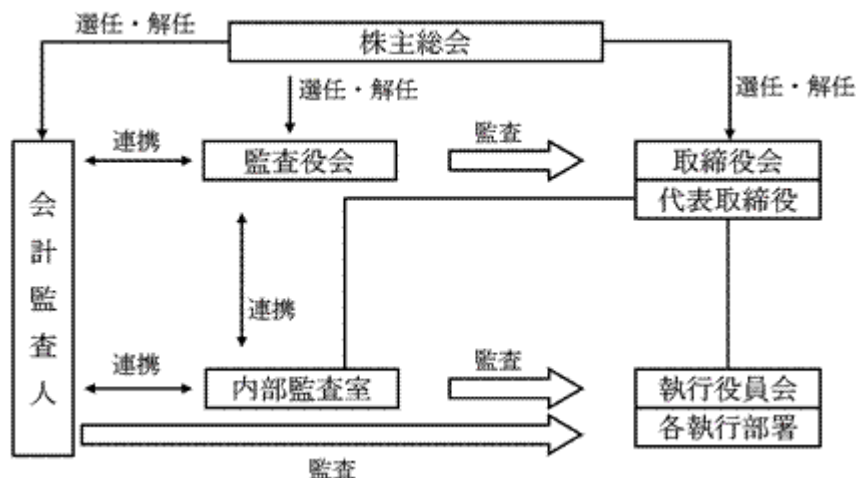 選任・解任
株主総会
選任・解任
選任・解任
連携
監査役会
監査
取締役会
代表取締役
会計監査人
連携
連携
内部監査室
監査
執行役員会
各執行部署
監査